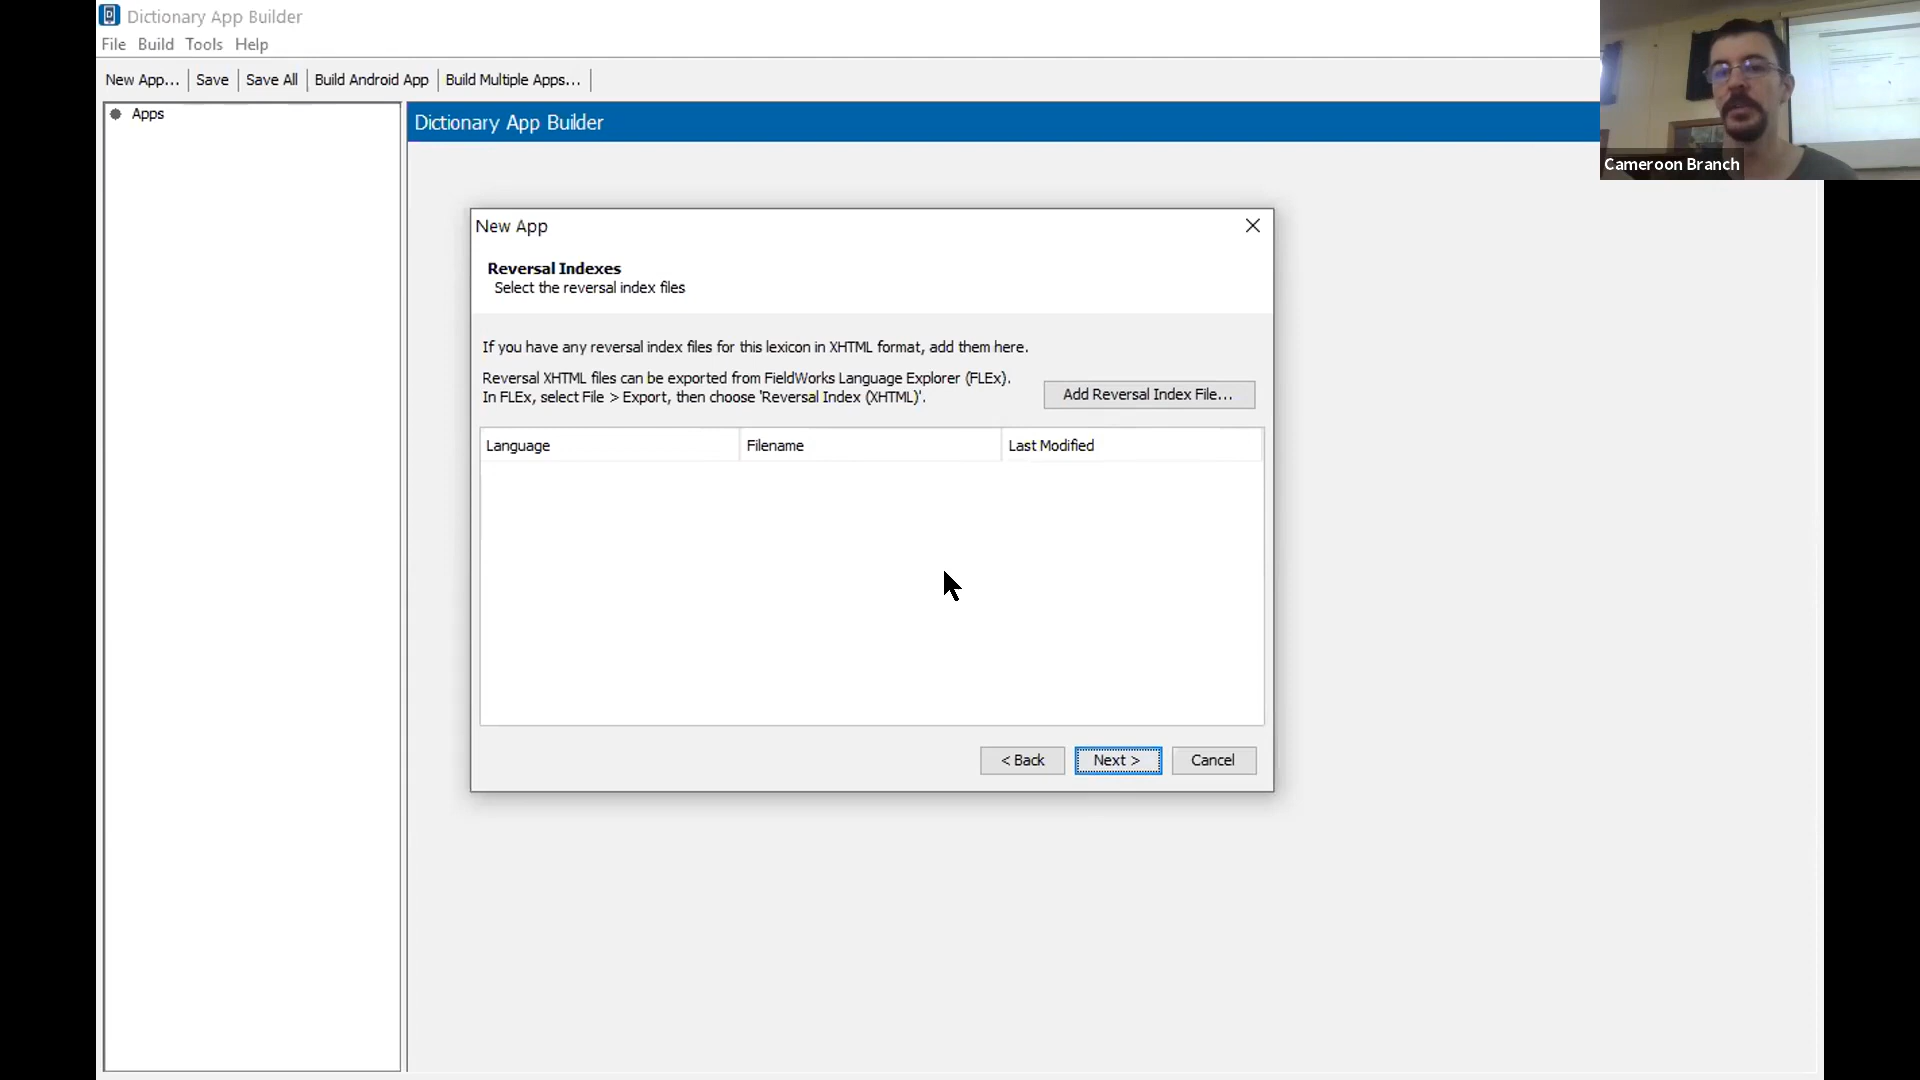 Dictionary App Builder
File Build Tools Help
New App... Save Save All Build Android App Build Multiple Apps...
Apps
Dictionary App Builder
Cameroon Branch
New App
Reversal Indexes
Select the reversal index files
If you have any reversal index files for this lexicon in XHTML format, add them here.
Reversal XHTML files can be exported from FieldWorks Language Explorer (FLEx).
In FLEx, select File > Export, then choose 'Reversal Index (XHTML)'.
Add Reversal Index File...
Language Filename Last Modified
< Back Next > Cancel